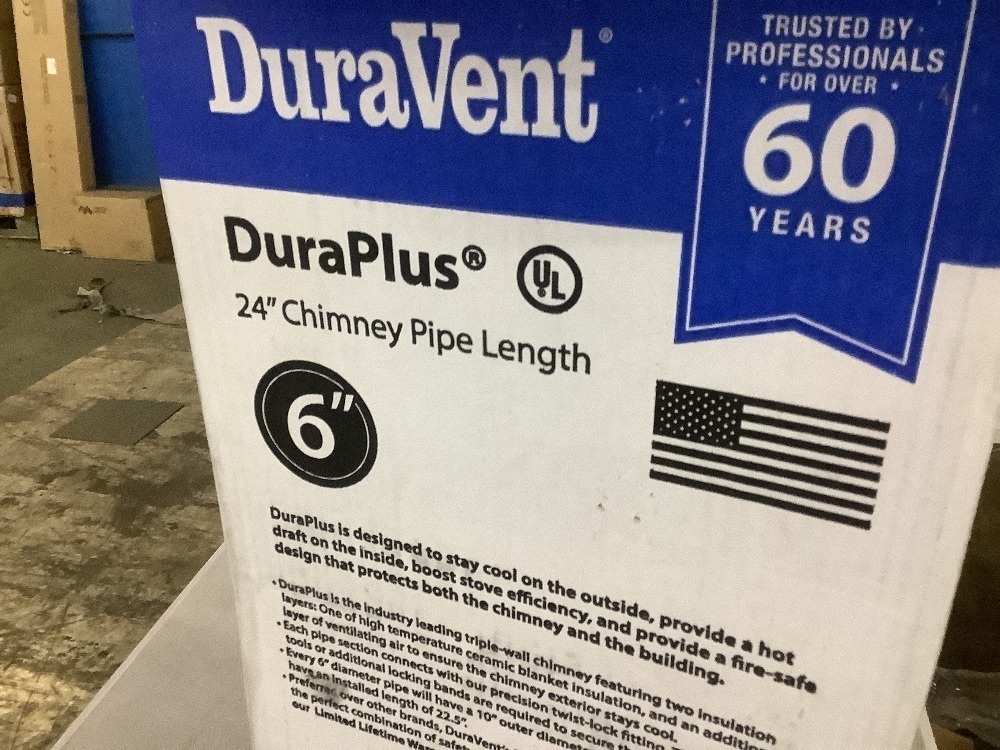 DuraVent®
TRUSTED BY
PROFESSIONALS
• FOR OVER •
60
YEARS
DuraPlus® UL
24" Chimney Pipe Length
6"
DuraPlus is designed to stay cool on the outside, provide a hot
draft on the inside, boost stove efficiency, and provide a fire-safe
design that protects both the chimney and the building.
• DuraPlus is the industry leading triple-wall chimney featuring two insulation
layers: One of high temperature ceramic blanket insulation, and an addition
layer of ventilating air to ensure the chimney exterior stays cool.
• Each pipe section connects with our precision twist-lock fitting.
tools or additional locking bands are required to secure th
• Every 6" diameter pipe will have a 10" outer diamet
have an installed length of 22.5".
• Preferred over other brands, DuraVent's
the perfect combination of safet
our Limited Lifetime War